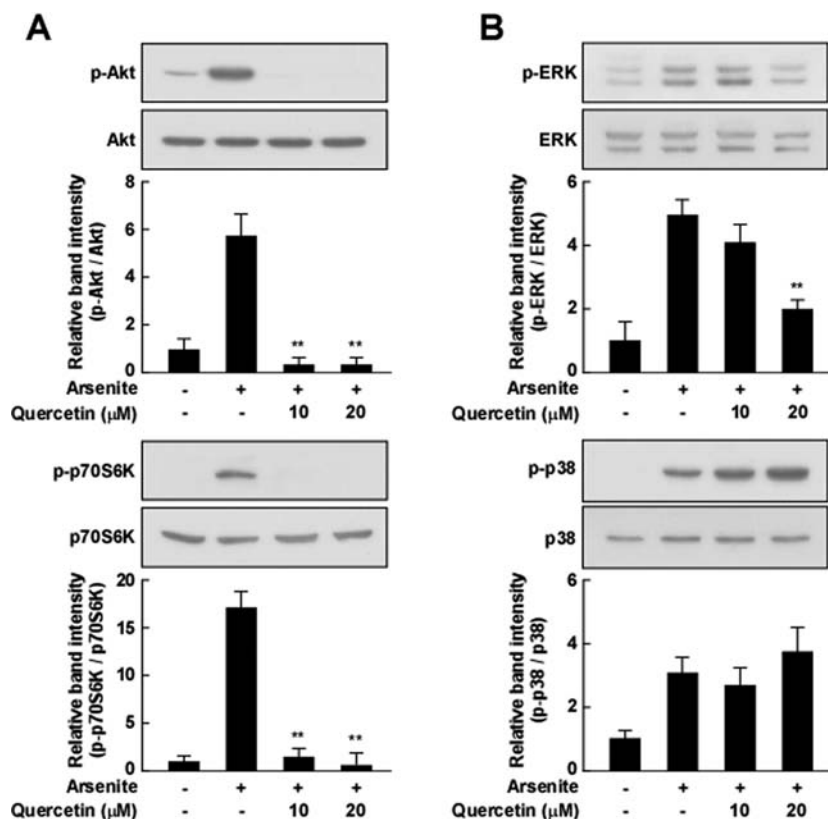 A
p-Akt
Akt
Relative band intensity
(p-Akt / Akt)
8
6
4
2
0
** **
Arsenite - + + +
Quercetin (μM) - - 10 20
p-p70S6K
p70S6K
Relative band intensity
(p-p70S6K / p70S6K)
20
15
10
5
0
** **
Arsenite - + + +
Quercetin (μM) - - 10 20
B
p-ERK
ERK
Relative band intensity
(p-ERK / ERK)
6
4
2
0
**
Arsenite - + + +
Quercetin (μM) - - 10 20
p-p38
p38
Relative band intensity
(p-p38 / p38)
6
4
2
0
Arsenite - + + +
Quercetin (μM) - - 10 20